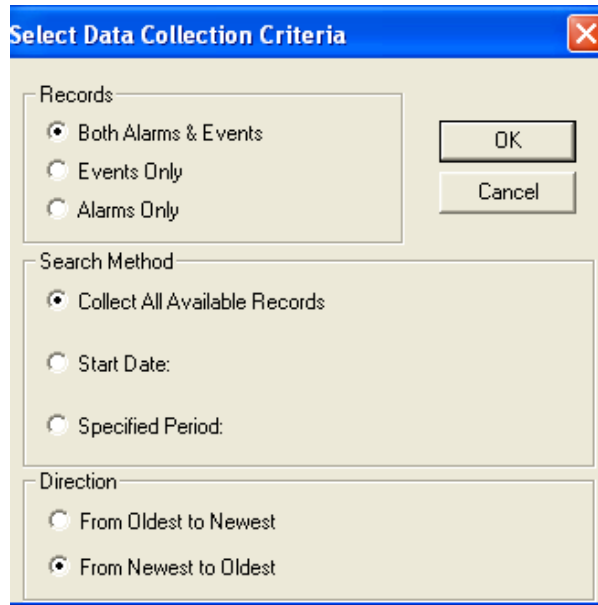 Select Data Collection Criteria
Records
Both Alarms & Events
Events Only
Alarms Only
OK
Cancel
Search Method
Collect All Available Records
Start Date:
Specified Period:
Direction
From Oldest to Newest
From Newest to Oldest